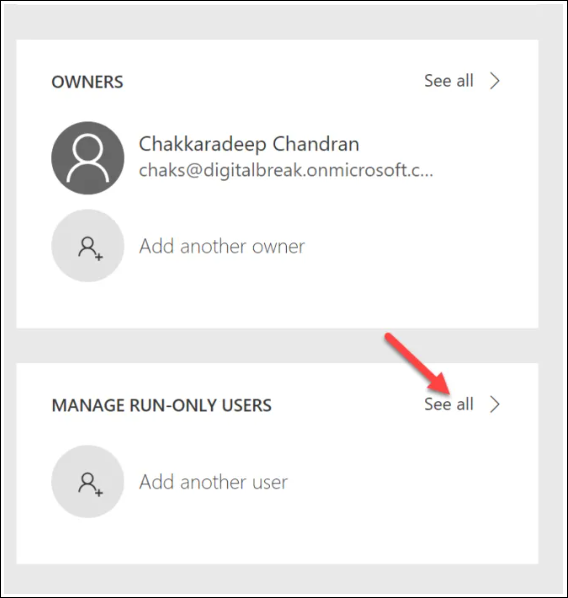 OWNERS
See all
Chakkaradeep Chandran
chaks@digitalbreak.onmicrosoft.c...
Add another owner
MANAGE RUN-ONLY USERS
See all
Add another user